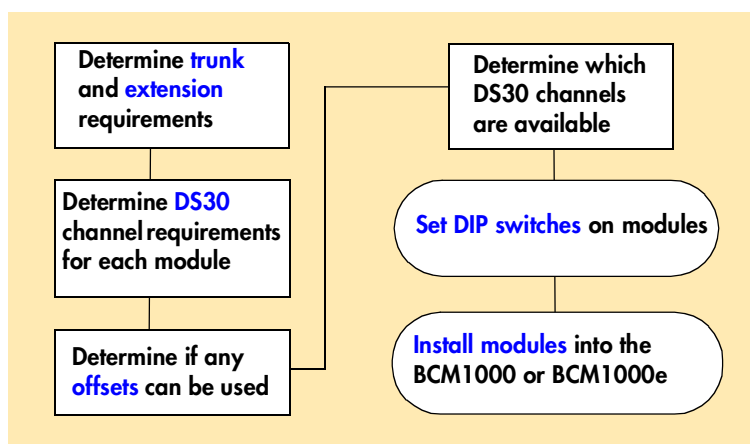 Determine trunk
and extension
requirements
Determine DS30
channel requirements
for each module
Determine if any
offsets can be used
Determine which
DS30 channels
are available
Set DIP switches on modules
Install modules into the
BCM1000 or BCM1000e